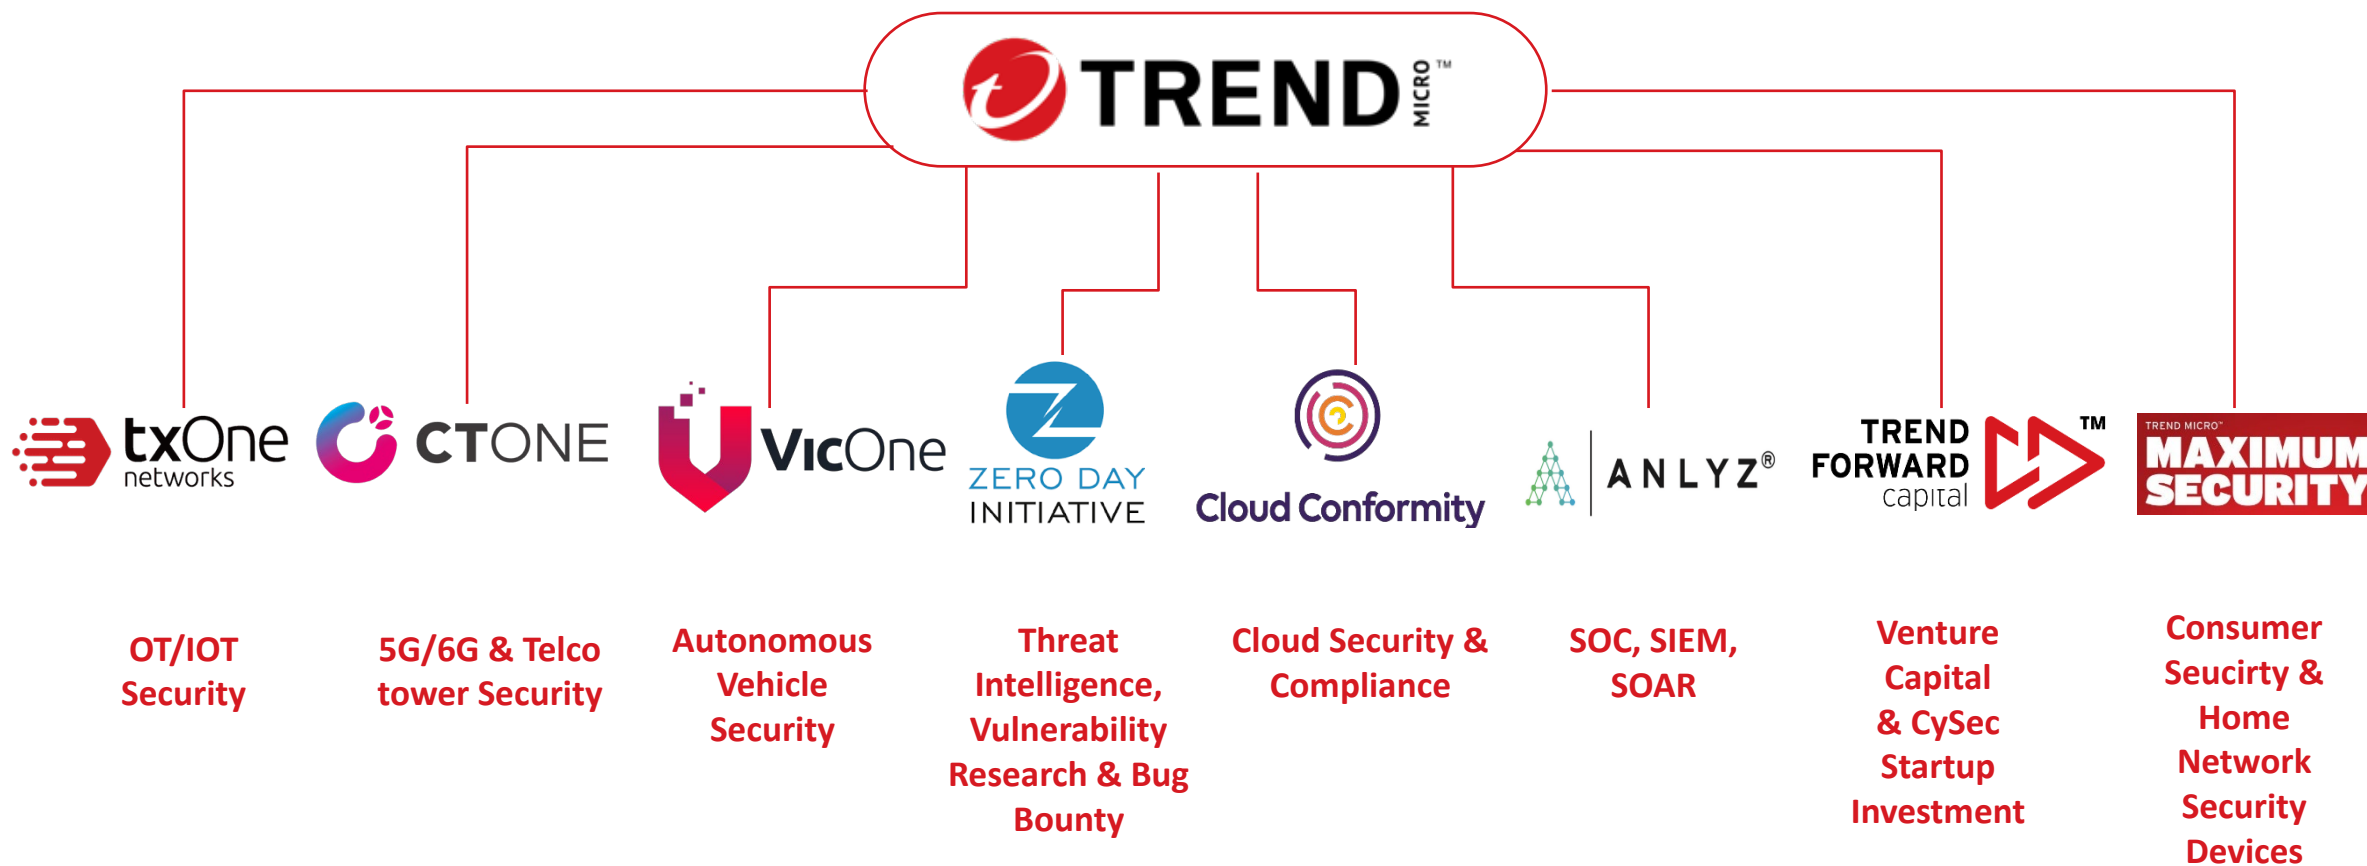 TREND MICRO™
txOne
networks
CTONE
VicOne
ZERO DAY
INITIATIVE
Cloud Conformity
ANLYZ®
TREND
FORWARD
capital
™
TREND MICRO™
MAXIMUM
SECURITY
OT/IOT
Security
5G/6G & Telco
tower Security
Autonomous
Vehicle
Security
Threat
Intelligence,
Vulnerability
Research & Bug
Bounty
Cloud Security &
Compliance
SOC, SIEM,
SOAR
Venture
Capital
& CySec
Startup
Investment
Consumer
Seucirty &
Home
Network
Security
Devices